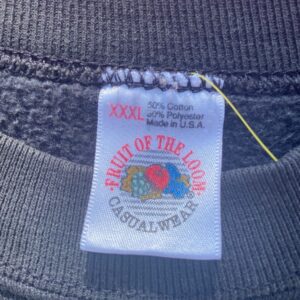 XXXL
50% Cotton
50% Polyester
Made in U.S.A.
FRUIT OF THE LOOM
CASUALWEAR